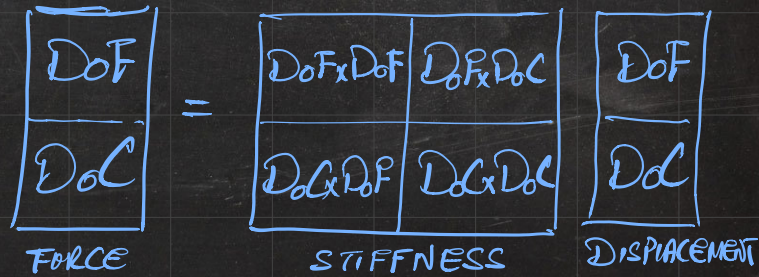 DoF = DoFxDoF DoFxDoC DoF
DoC DoCxDoF DoCxDoC DoC
FORCE STIFFNESS DISPLACEMENT